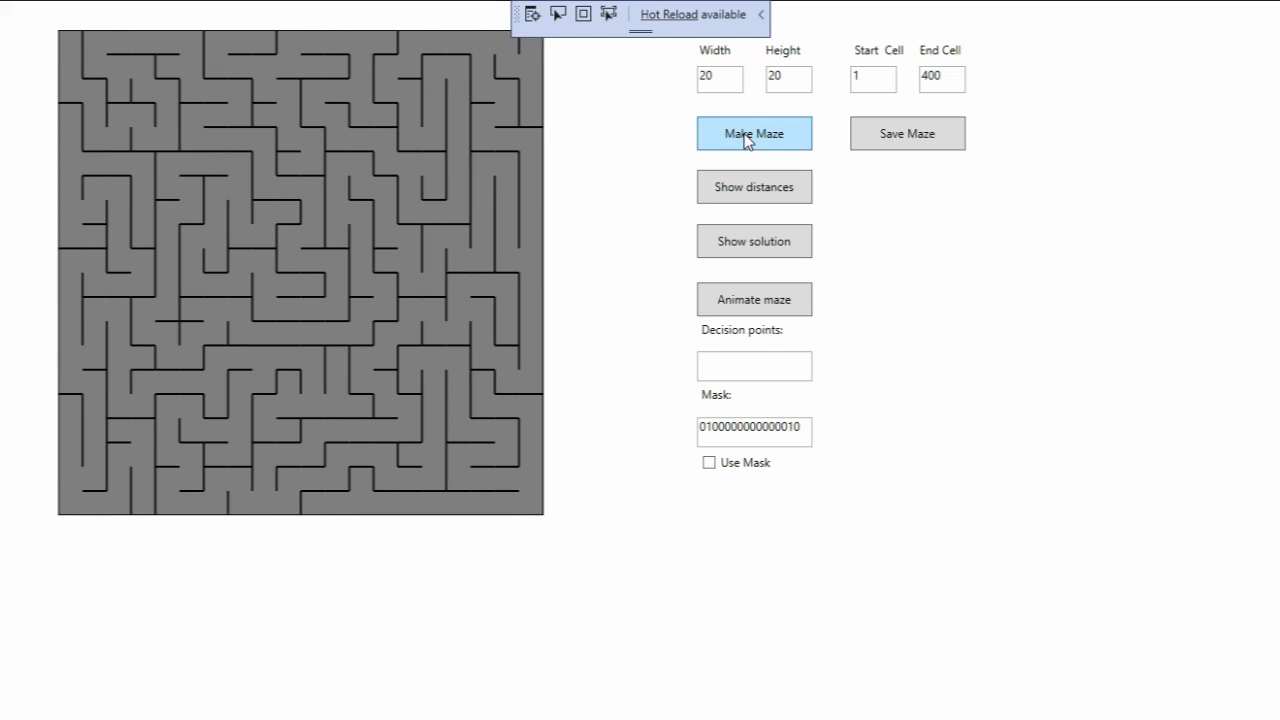 Hot Reload available
Width Height Start Cell End Cell
20 20 1 400
Make Maze Save Maze
Show distances
Show solution
Animate maze
Decision points:
Mask:
0100000000000010
Use Mask